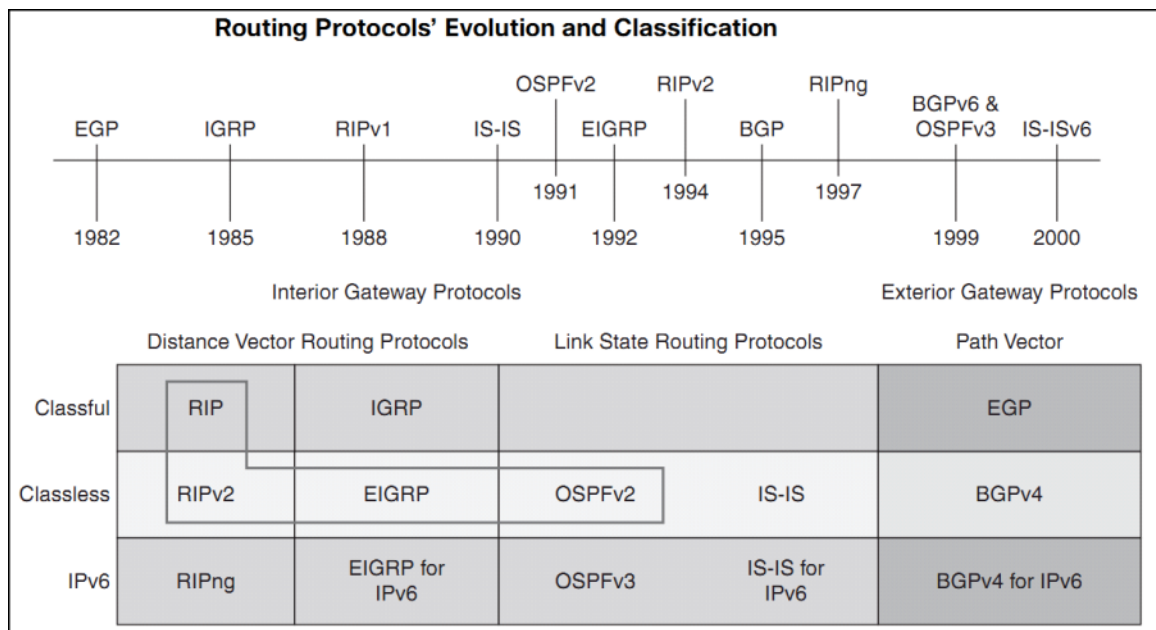 Routing Protocols' Evolution and Classification
OSPFv2 RIPv2 RIPng
EGP IGRP RIPv1 IS-IS EIGRP BGP BGPv6 &
OSPFv3 IS-ISv6
1991 1994 1997
1982 1985 1988 1990 1992 1995 1999 2000
Interior Gateway Protocols Exterior Gateway Protocols
Distance Vector Routing Protocols Link State Routing Protocols Path Vector
Classful RIP IGRP EGP
Classless RIPv2 EIGRP OSPFv2 IS-IS BGPv4
IPv6 RIPng EIGRP for
IPv6 OSPFv3 IS-IS for
IPv6 BGPv4 for IPv6